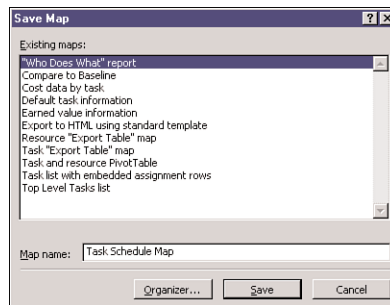 Save Map
Existing maps:
"Who Does What" report
Compare to Baseline
Cost data by task
Default task information
Earned value information
Export to HTML using standard template
Resource "Export Table" map
Task "Export Table" map
Task and resource PivotTable
Task list with embedded assignment rows
Top Level Tasks list
Map name: Task Schedule Map
Organizer... Save Cancel